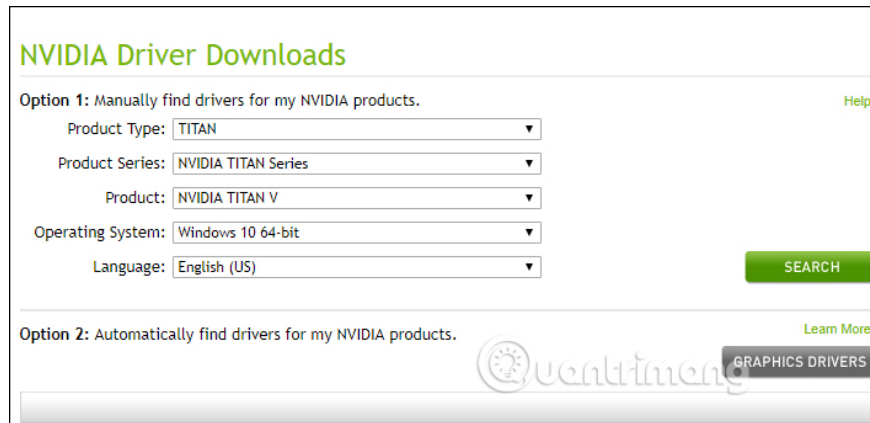 NVIDIA Driver Downloads
Option 1: Manually find drivers for my NVIDIA products.
Help
Product Type: TITAN
Product Series: NVIDIA TITAN Series
Product: NVIDIA TITAN V
Operating System: Windows 10 64-bit
Language: English (US)
SEARCH
Option 2: Automatically find drivers for my NVIDIA products.
Learn More
GRAPHICS DRIVERS
Quantrimang